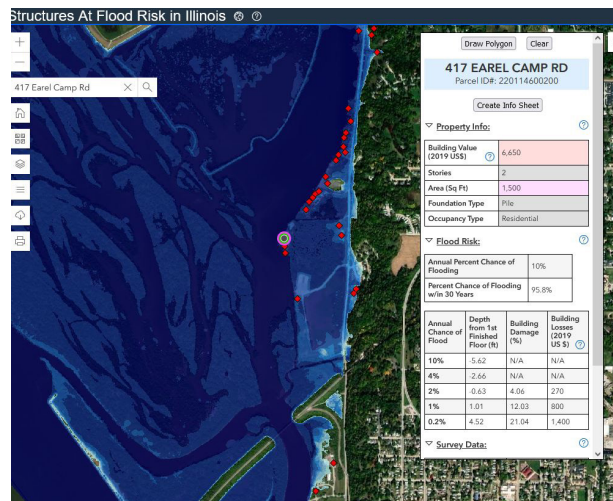 Structures At Flood Risk in Illinois
417 Earel Camp Rd
Draw Polygon Clear
417 EAREL CAMP RD
Parcel ID#: 220114600200
Create Info Sheet
Property Info:
Building Value
(2019 US$) 6,650
Stories 2
Area (Sq Ft) 1,500
Foundation Type Pile
Occupancy Type Residential
Flood Risk:
Annual Percent Chance of
Flooding 10%
Percent Chance of Flooding
w/in 30 Years 95.8%
Annual
Chance of
Flood
Depth
from 1st
Finished
Floor (ft)
Building
Damage
(%)
Building
Losses
(2019
US $)
10% -5.62 N/A N/A
4% -2.66 N/A N/A
2% -0.63 4.06 270
1% 1.01 12.03 800
0.2% 4.52 21.04 1,400
Survey Data: